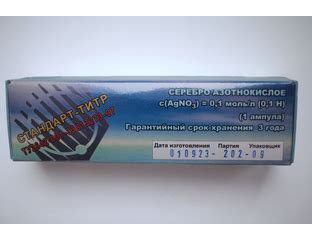 СТАНДАРТ-ТИТР
СЕРЕБРО АЗОТНОКИСЛОЕ
c(AgNO₃) = 0,1 моль/л (0,1 Н)
(1 ампула)
Гарантийный срок хранения 3 года
Дата изготовления Партия Упаковщик
010923- 202-09